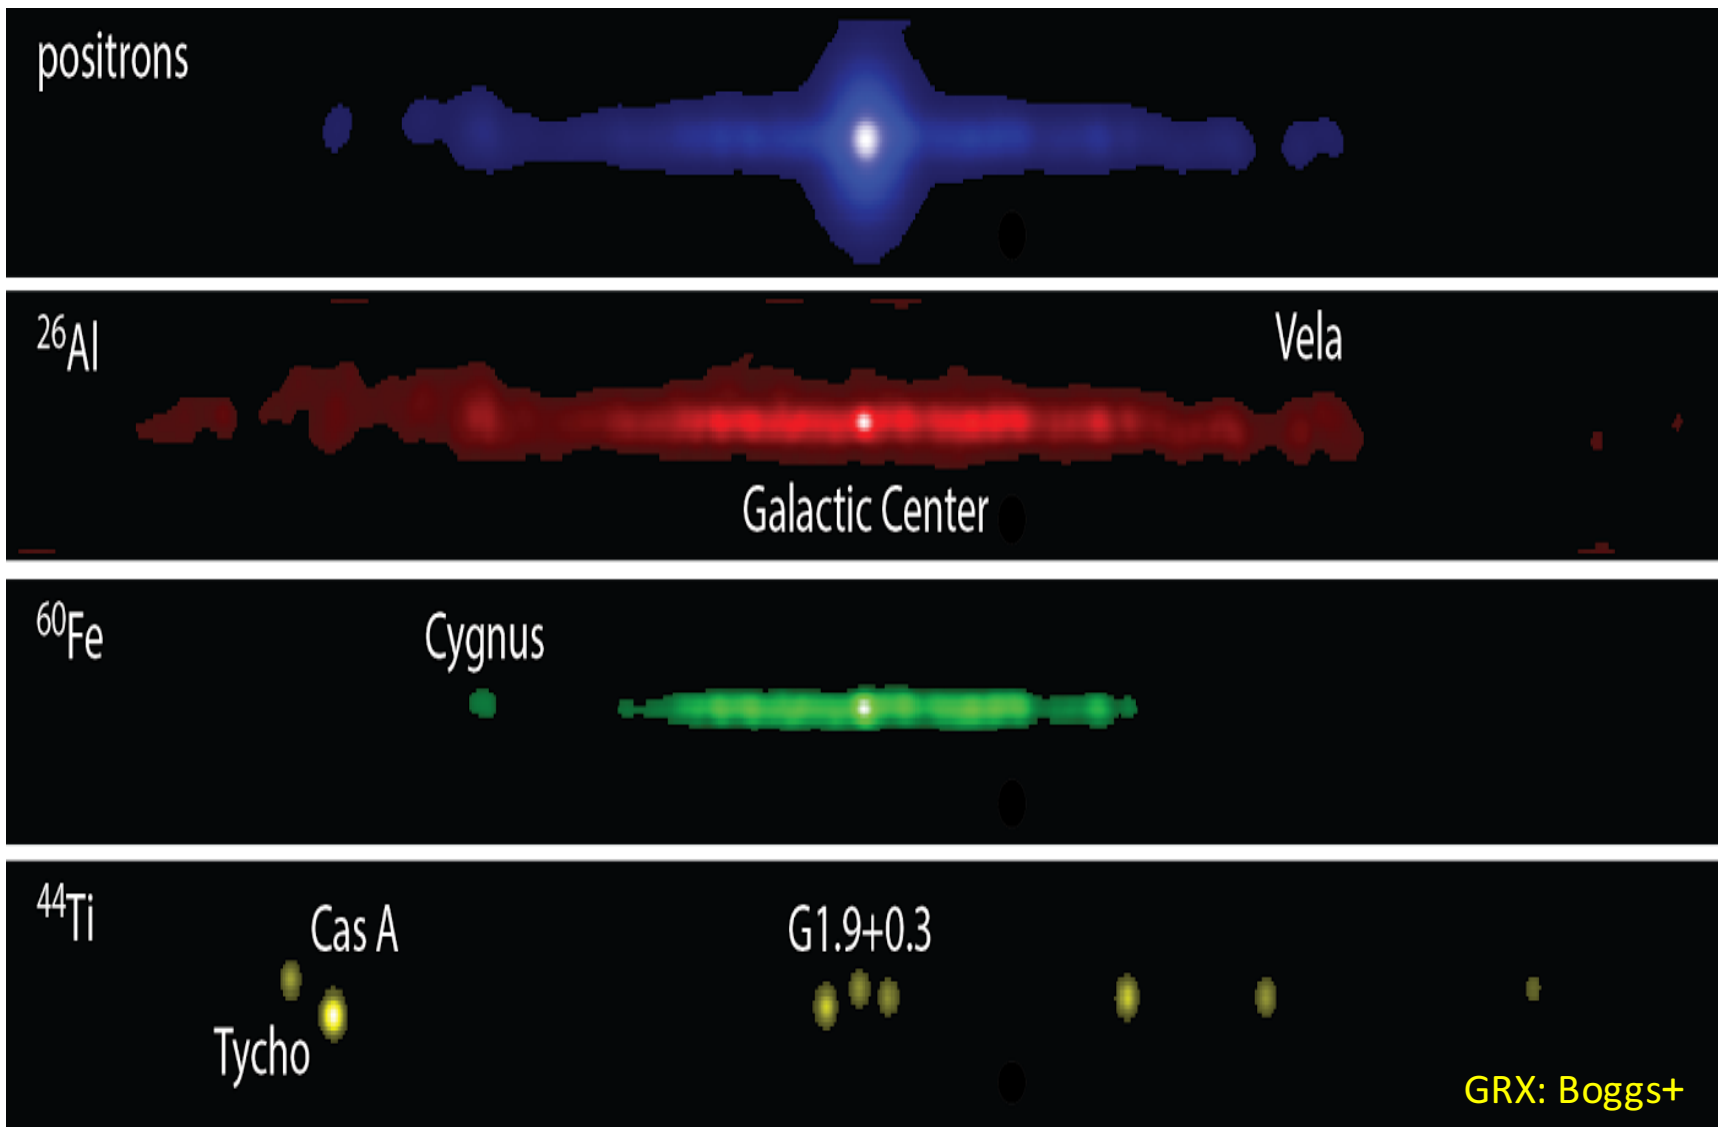 positrons
²⁶Al
Vela
Galactic Center
⁶⁰Fe
Cygnus
⁴⁴Ti
Cas A
G1.9+0.3
Tycho
GRX: Boggs+